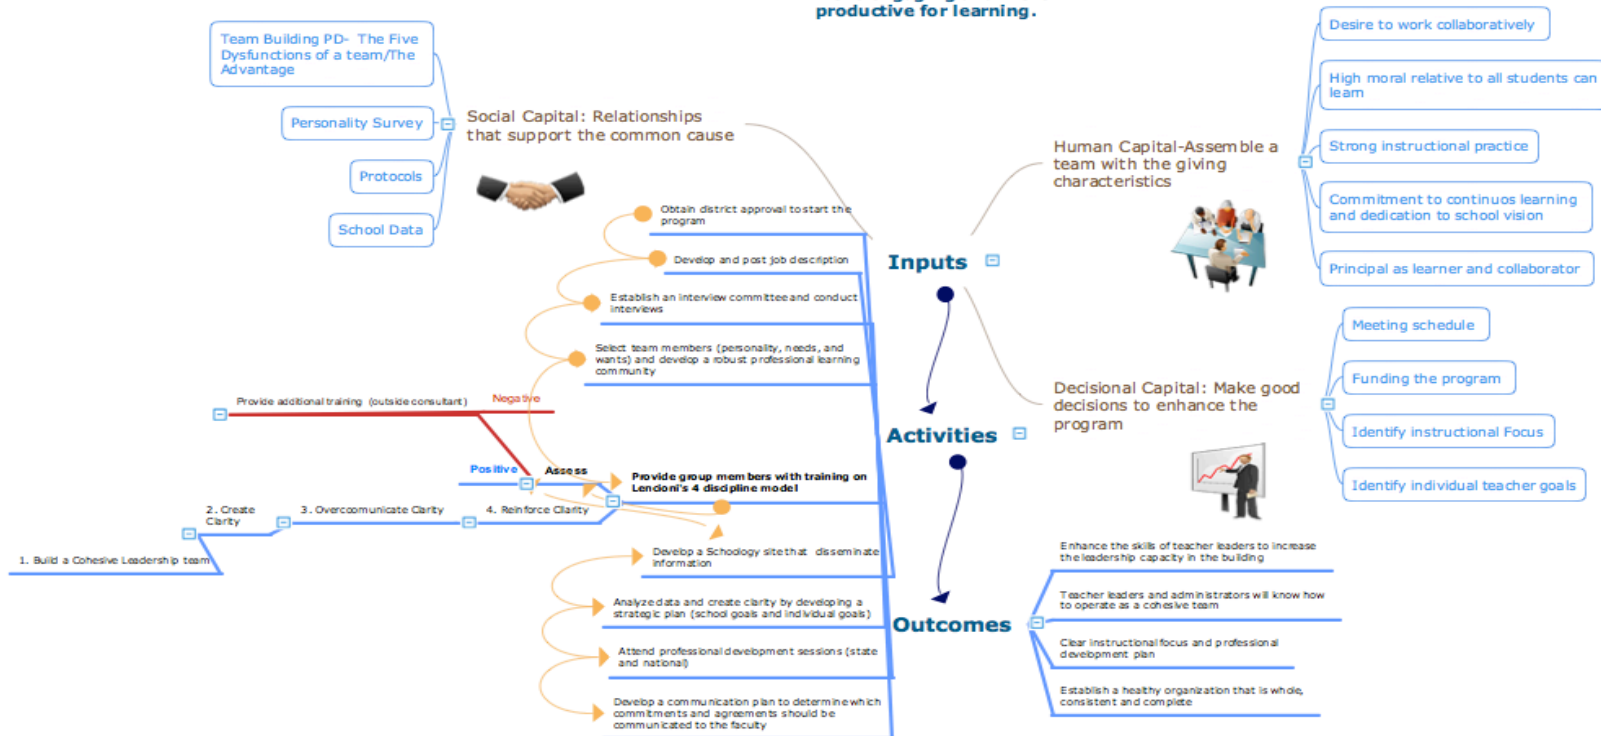 productive for learning.
Team Building PD- The Five
Dysfunctions of a team/The
Advantage
Personality Survey
Protocols
School Data
Social Capital: Relationships
that support the common cause
Human Capital-Assemble a
team with the giving
characteristics
Desire to work collaboratively
High moral relative to all students can
learn
Strong instructional practice
Commitment to continuos learning
and dedication to school vision
Principal as learner and collaborator
Inputs
Decisional Capital: Make good
decisions to enhance the
program
Meeting schedule
Funding the program
Identify instructional Focus
Identify individual teacher goals
Activities
Obtain district approval to start the
program
Develop and post job description
Establish an interview committee and conduct
interviews
Select team members (personality, needs, and
wants) and develop a robust professional learning
community
Provide group members with training on
Lencioni's 4 discipline model
Assess
Positive
Negative
Provide additional training (outside consultant)
4. Reinforce Clarity
3. Overcoomunicate Clarity
2. Create
Clarity
1. Build a Cohesive Leadership team
Develop a Schoology site that disseminate
information
Analyze data and create clarity by developing a
strategic plan (school goals and individual goals)
Attend professional development sessions (state
and national)
Develop a communication plan to determine which
commitments and agreements should be
communicated to the faculty
Outcomes
Enhance the skills of teacher leaders to increase
the leadership capacity in the building
Teacher leaders and administrators will know how
to operate as a cohesive team
Clear instructional focus and professional
development plan
Establish a healthy organization that is whole,
consistent and complete